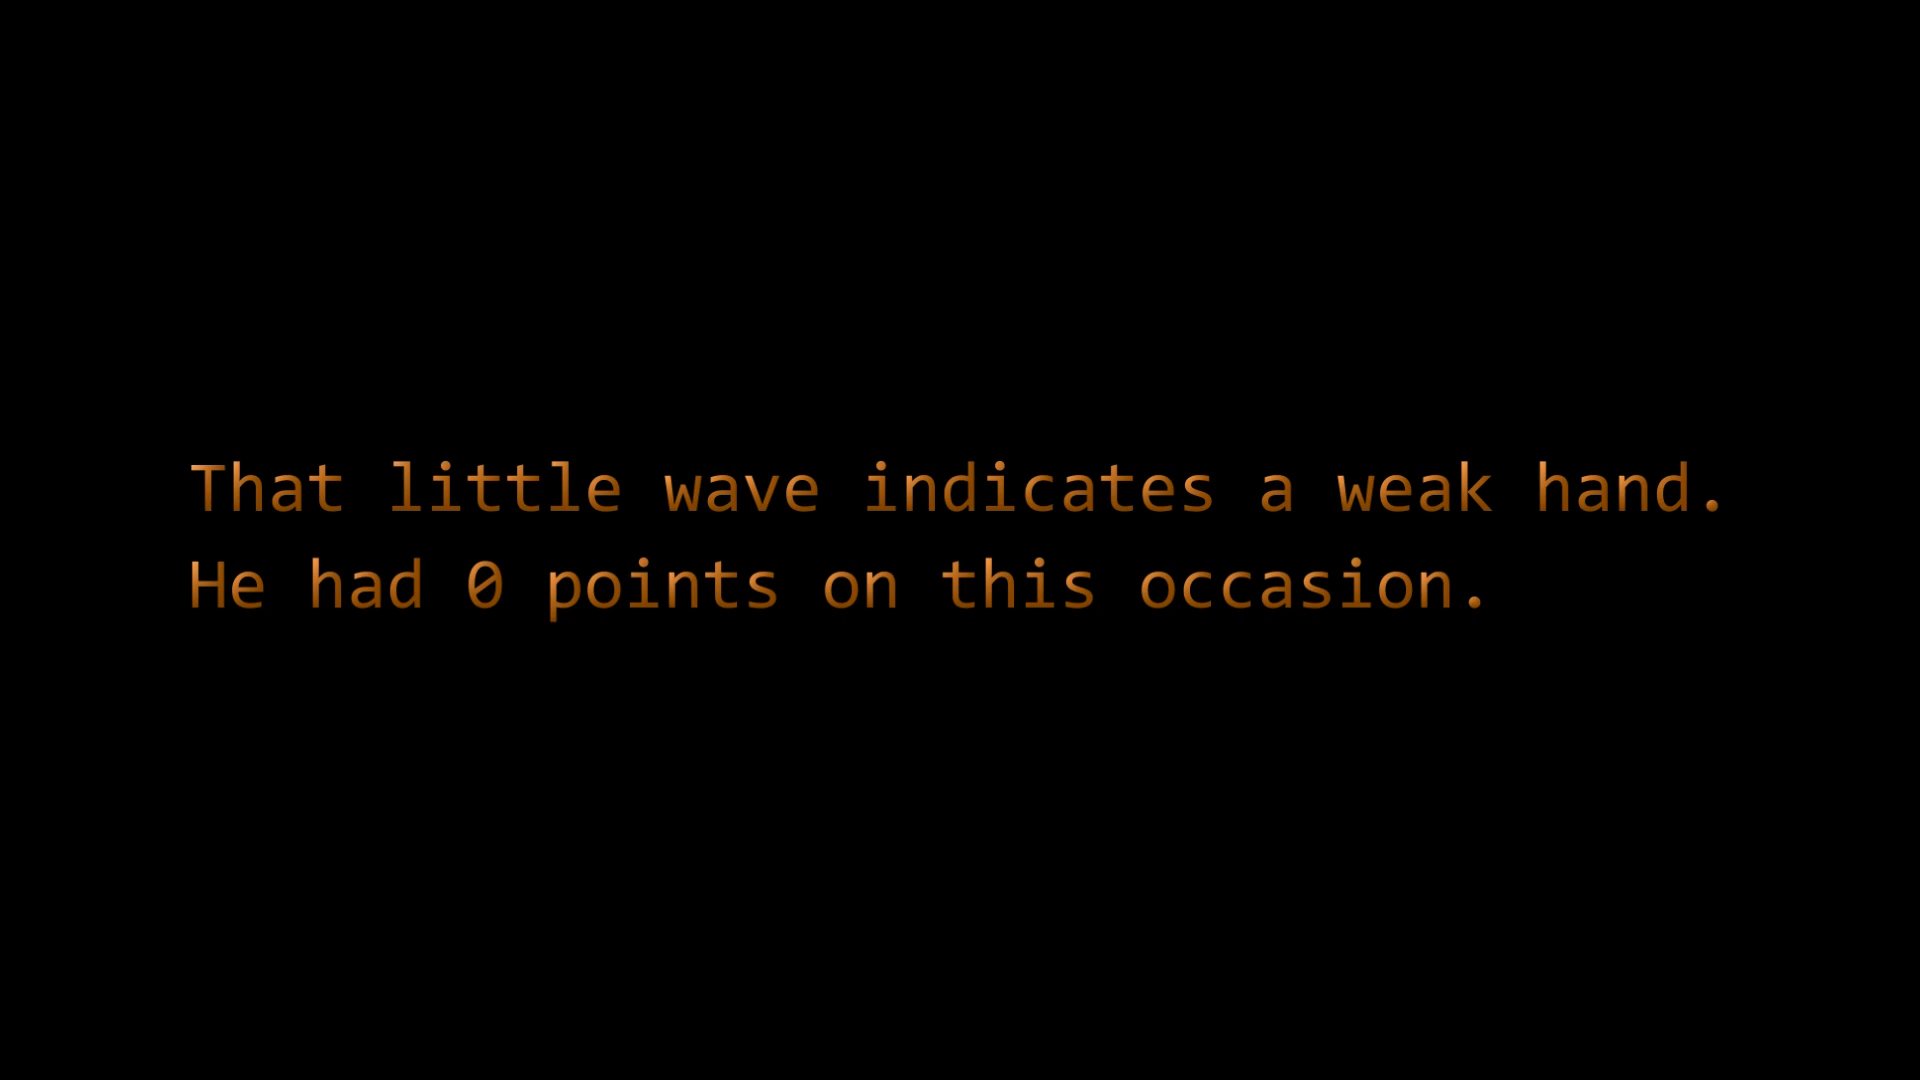 That little wave indicates a weak hand.
He had 0 points on this occasion.